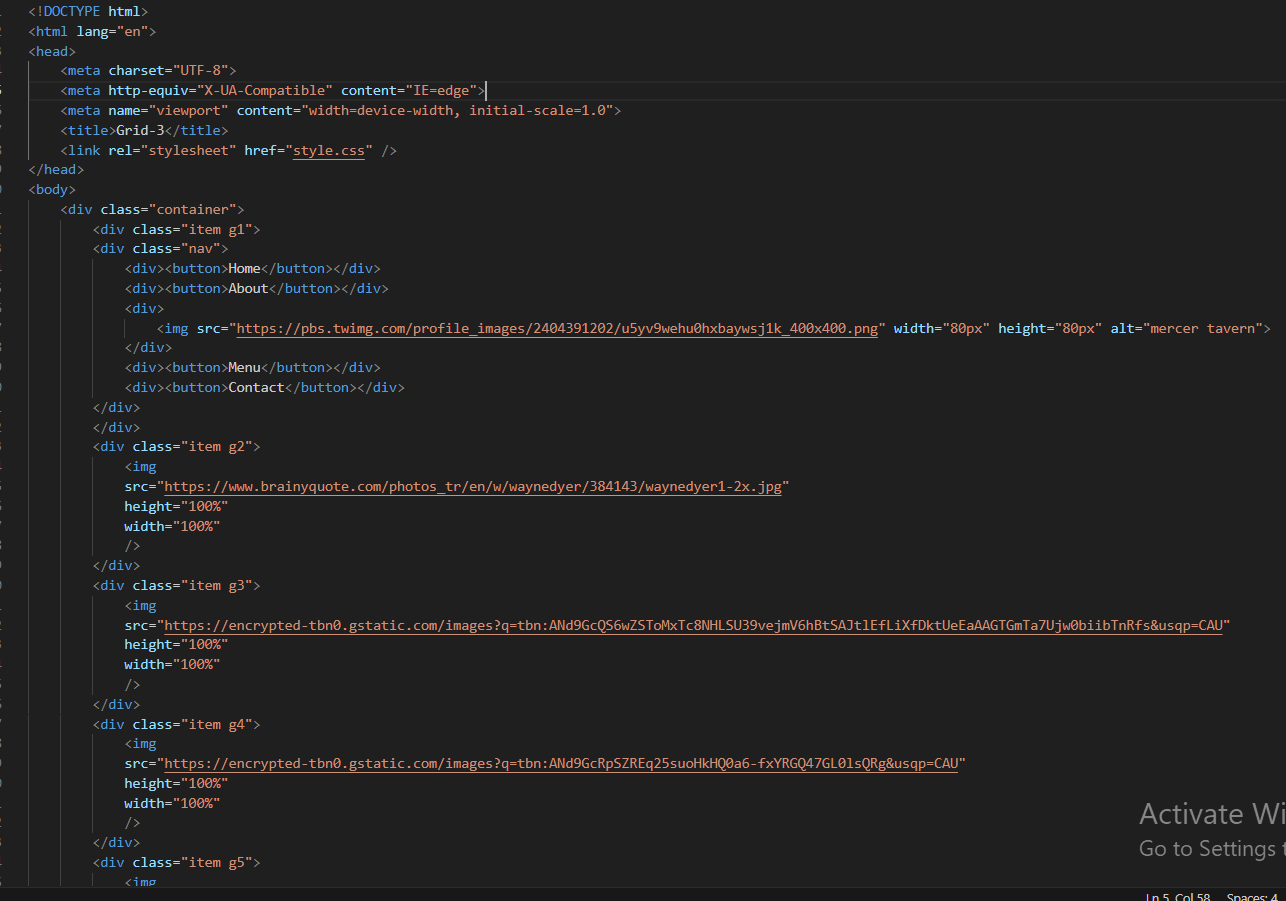 <!DOCTYPE html>
<html lang="en">
<head>
<meta charset="UTF-8">
<meta http-equiv="X-UA-Compatible" content="IE=edge">
<meta name="viewport" content="width=device-width, initial-scale=1.0">
<title>Grid-3</title>
<link rel="stylesheet" href="style.css" />
</head>
<body>
<div class="container">
<div class="item g1">
<div class="nav">
<div><button>Home</button></div>
<div><button>About</button></div>
<div>
<img src="https://pbs.twimg.com/profile_images/2404391202/u5yv9wehu0hxbaywsj1k_400x400.png" width="80px" height="80px" alt="mercer tavern">
</div>
<div><button>Menu</button></div>
<div><button>Contact</button></div>
</div>
</div>
<div class="item g2">
<img
src="https://www.brainyquote.com/photos_tr/en/w/waynedyer/384143/waynedyer1-2x.jpg"
height="100%"
width="100%"
/>
</div>
<div class="item g3">
<img
src="https://encrypted-tbn0.gstatic.com/images?q=tbn:ANd9GcQS6wZSToMxTc8NHLSU39vejmV6hBtSAJtlEfLiXfDktUeEaAAGTGmTa7Ujw0biibTnRfs&usqp=CAU"
height="100%"
width="100%"
/>
</div>
<div class="item g4">
<img
src="https://encrypted-tbn0.gstatic.com/images?q=tbn:ANd9GcRpSZREq25suoHkHQ0a6-fxYRGQ47GL0lsQRg&usqp=CAU"
height="100%"
width="100%"
/>
</div>
<div class="item g5">
<img
Activate Wi
Go to Settings t
Ln 5, Col 58 Spaces: 4